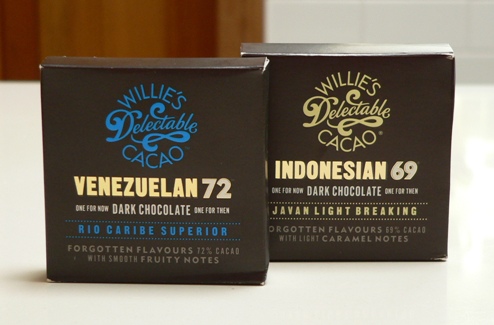 WILLIE'S
Delectable
CACAO
VENEZUELAN 72
ONE FOR NOW DARK CHOCOLATE ONE FOR THEN
RIO CARIBE SUPERIOR
FORGOTTEN FLAVOURS 72% CACAO
WITH SMOOTH FRUITY NOTES
WILLIE'S
Delectable
CACAO®
INDONESIAN 69
ONE FOR NOW DARK CHOCOLATE ONE FOR THEN
JAVAN LIGHT BREAKING
FORGOTTEN FLAVOURS 69% CACAO
WITH LIGHT CARAMEL NOTES